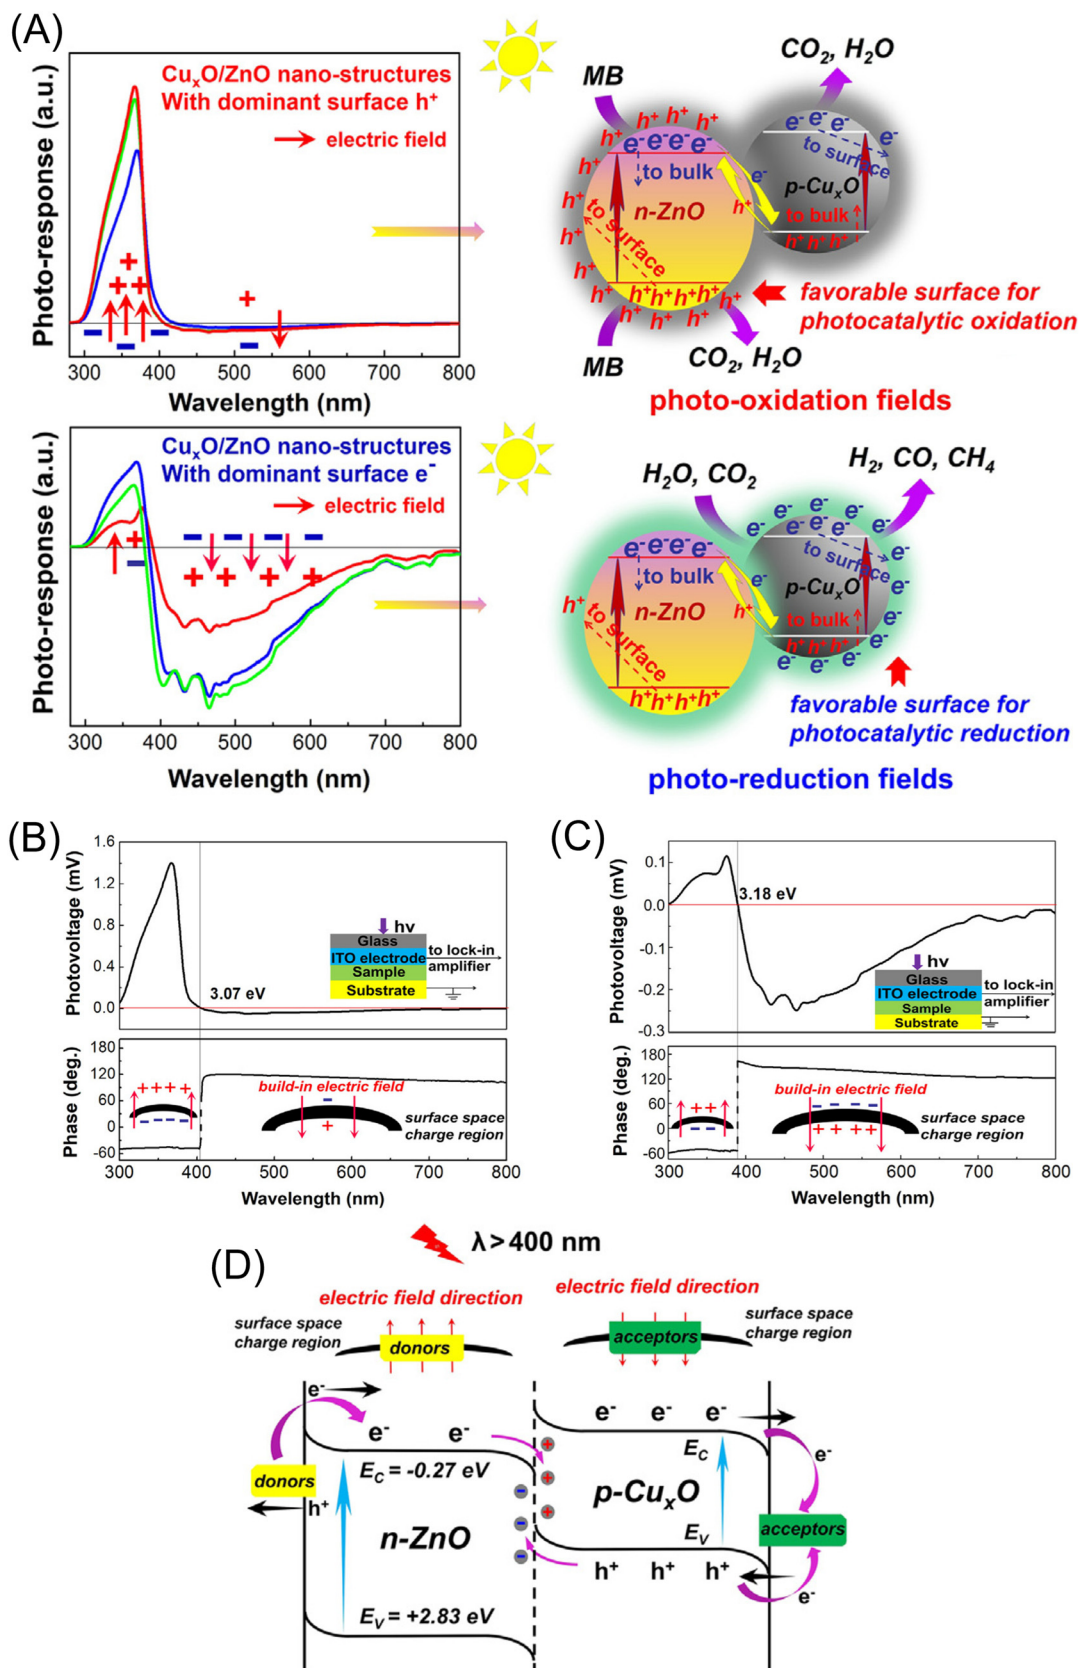 (A)
Photo-response (a.u.)
CuₓO/ZnO nano-structures
With dominant surface h⁺
electric field
300 400 500 600 700 800
Wavelength (nm)
MB
CO₂, H₂O
h⁺ h⁺ h⁺ h⁺
h⁺
e⁻ e⁻ e⁻ e⁻
to bulk
n-ZnO
to surface
h⁺
h⁺
h⁺
h⁺
h⁺
h⁺ h⁺ h⁺ h⁺
h⁺
h⁺ h⁺ h⁺ h⁺
e⁻
h⁺
e⁻ e⁻ e⁻
e⁻
to surface
p-CuₓO
to bulk
h⁺ h⁺ h⁺
MB
CO₂, H₂O
favorable surface for
photocatalytic oxidation
photo-oxidation fields
Photo-response (a.u.)
CuₓO/ZnO nano-structures
With dominant surface e⁻
electric field
300 400 500 600 700 800
Wavelength (nm)
H₂O, CO₂
H₂, CO, CH₄
e⁻ e⁻ e⁻ e⁻
to bulk
n-ZnO
h⁺
to surface
h⁺ h⁺ h⁺ h⁺
e⁻
h⁺
e⁻ e⁻ e⁻
e⁻ e⁻ e⁻
e⁻
to surface
p-CuₓO
to bulk
h⁺ h⁺ h⁺
e⁻
e⁻
e⁻
e⁻
e⁻ e⁻ e⁻
favorable surface for
photocatalytic reduction
photo-reduction fields
(B)
Photovoltage (mV)
1.6
1.2
0.8
0.4
0.0
3.07 eV
hv
Glass
ITO electrode
Sample
Substrate
to lock-in
amplifier
Phase (deg.)
180
120
60
0
-60
build-in electric field
surface space
charge region
300 400 500 600 700 800
Wavelength (nm)
(C)
Photovoltage (mV)
0.1
0.0
-0.1
-0.2
-0.3
3.18 eV
hv
Glass
ITO electrode
Sample
Substrate
to lock-in
amplifier
Phase (deg.)
180
120
60
0
-60
build-in electric field
surface space
charge region
300 400 500 600 700 800
Wavelength (nm)
(D)
λ > 400 nm
electric field direction
electric field direction
surface space
charge region
donors
acceptors
surface space
charge region
e⁻
e⁻ e⁻
e⁻ e⁻ e⁻
E_C = -0.27 eV
E_C
e⁻
donors
h⁺
n-ZnO
p-CuₓO
E_V
acceptors
h⁺ h⁺ h⁺
e⁻
E_V = +2.83 eV